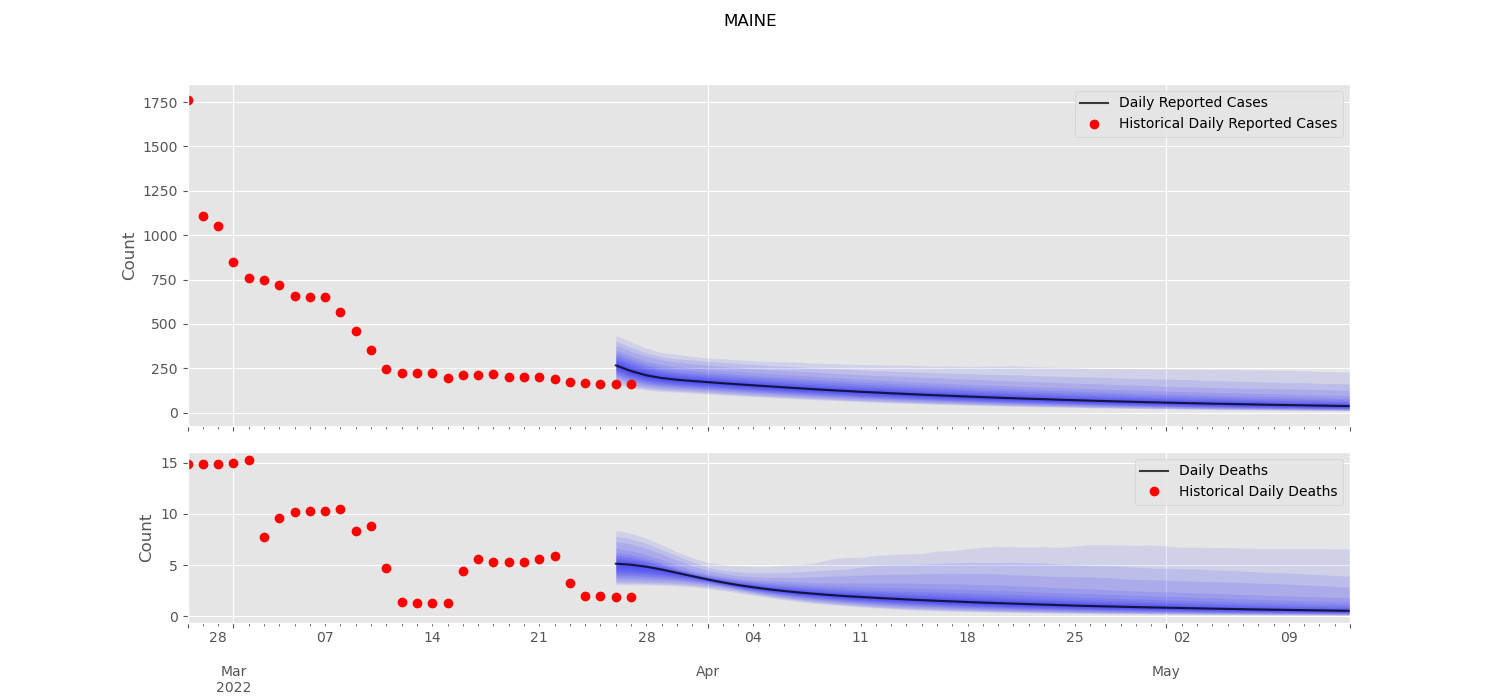 MAINE
Count
1750
1500
1250
1000
750
500
250
0
Daily Reported Cases
Historical Daily Reported Cases
Count
15
10
5
0
Daily Deaths
Historical Daily Deaths
28 07 14 21 28 04 11 18 25 02 09
Mar Apr May
2022